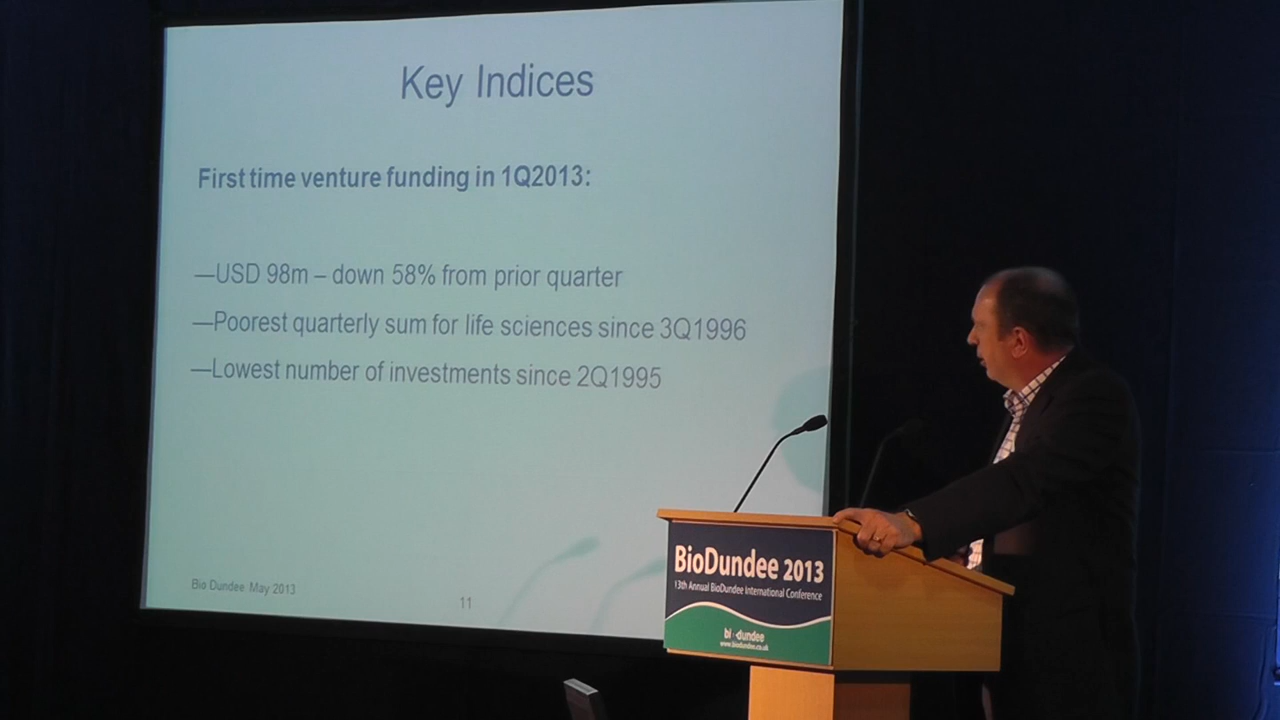 Key Indices
First time venture funding in 1Q2013:
—USD 98m – down 58% from prior quarter
—Poorest quarterly sum for life sciences since 3Q1996
—Lowest number of investments since 2Q1995
Bio Dundee May 2013
11
BioDundee 2013
13th Annual BioDundee International Conference
bi dundee
www.biodundee.co.uk